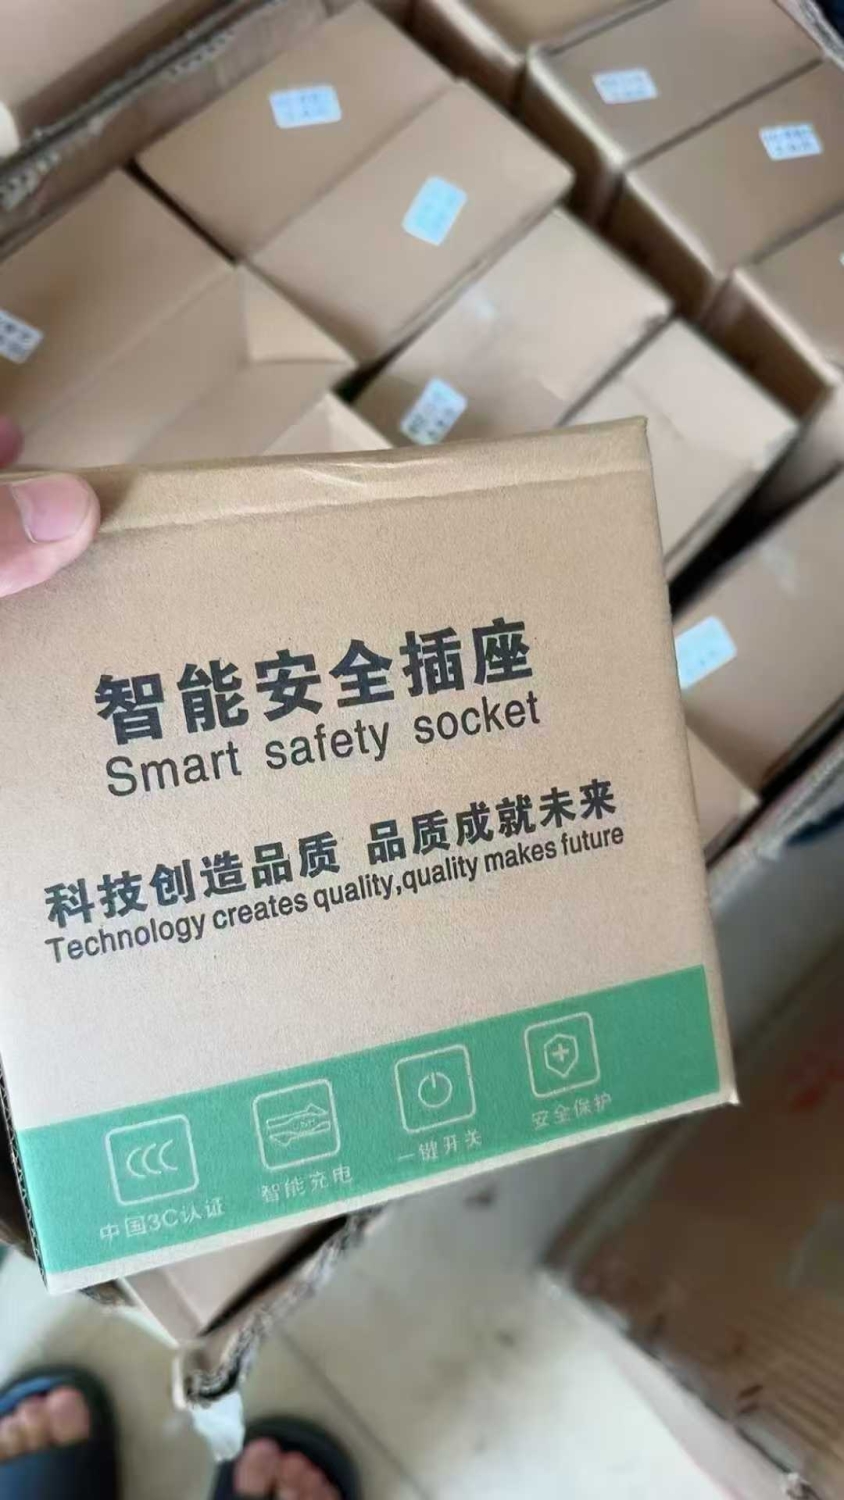 智能安全插座
Smart safety socket
科技创造品质 品质成就未来
Technology creates quality,quality makes future
中国3C认证
智能充电
一键开关
安全保护